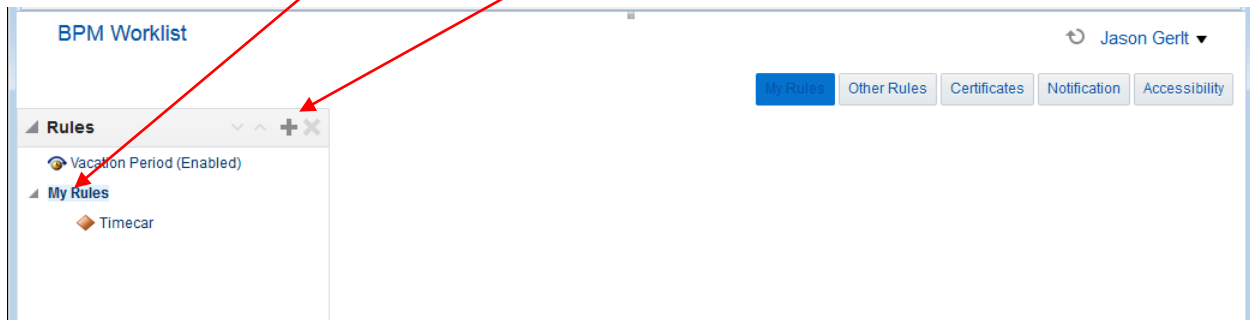 BPM Worklist
Jason Gerlt
My Rules Other Rules Certificates Notification Accessibility
Rules
Vacation Period (Enabled)
My Rules
Timecar